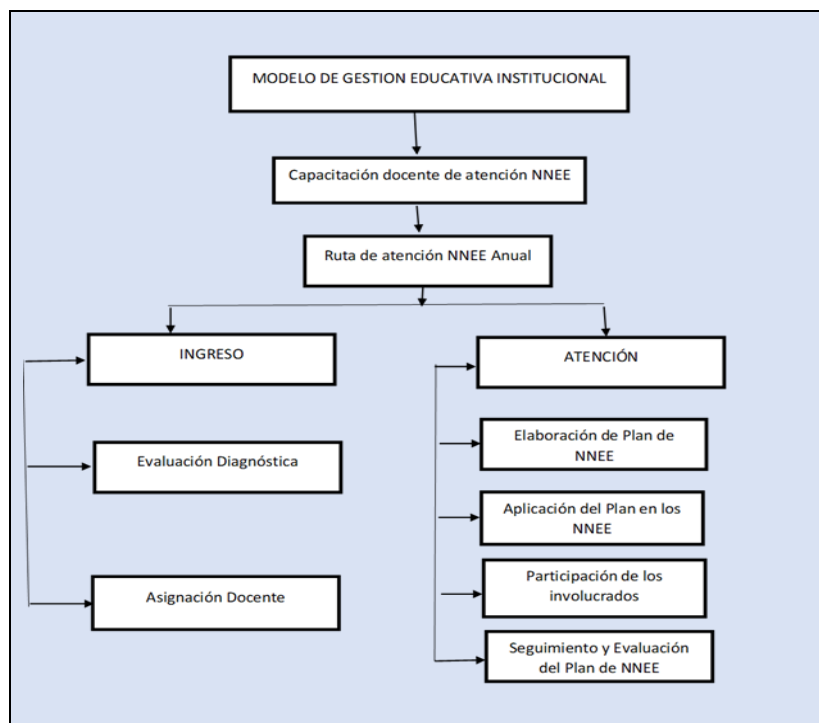 MODELO DE GESTION EDUCATIVA INSTITUCIONAL
Capacitación docente de atención NNEE
Ruta de atención NNEE Anual
INGRESO
Evaluación Diagnóstica
Asignación Docente
ATENCIÓN
Elaboración de Plan de
NNEE
Aplicación del Plan en los
NNEE
Participación de los
involucrados
Seguimiento y Evaluación
del Plan de NNEE